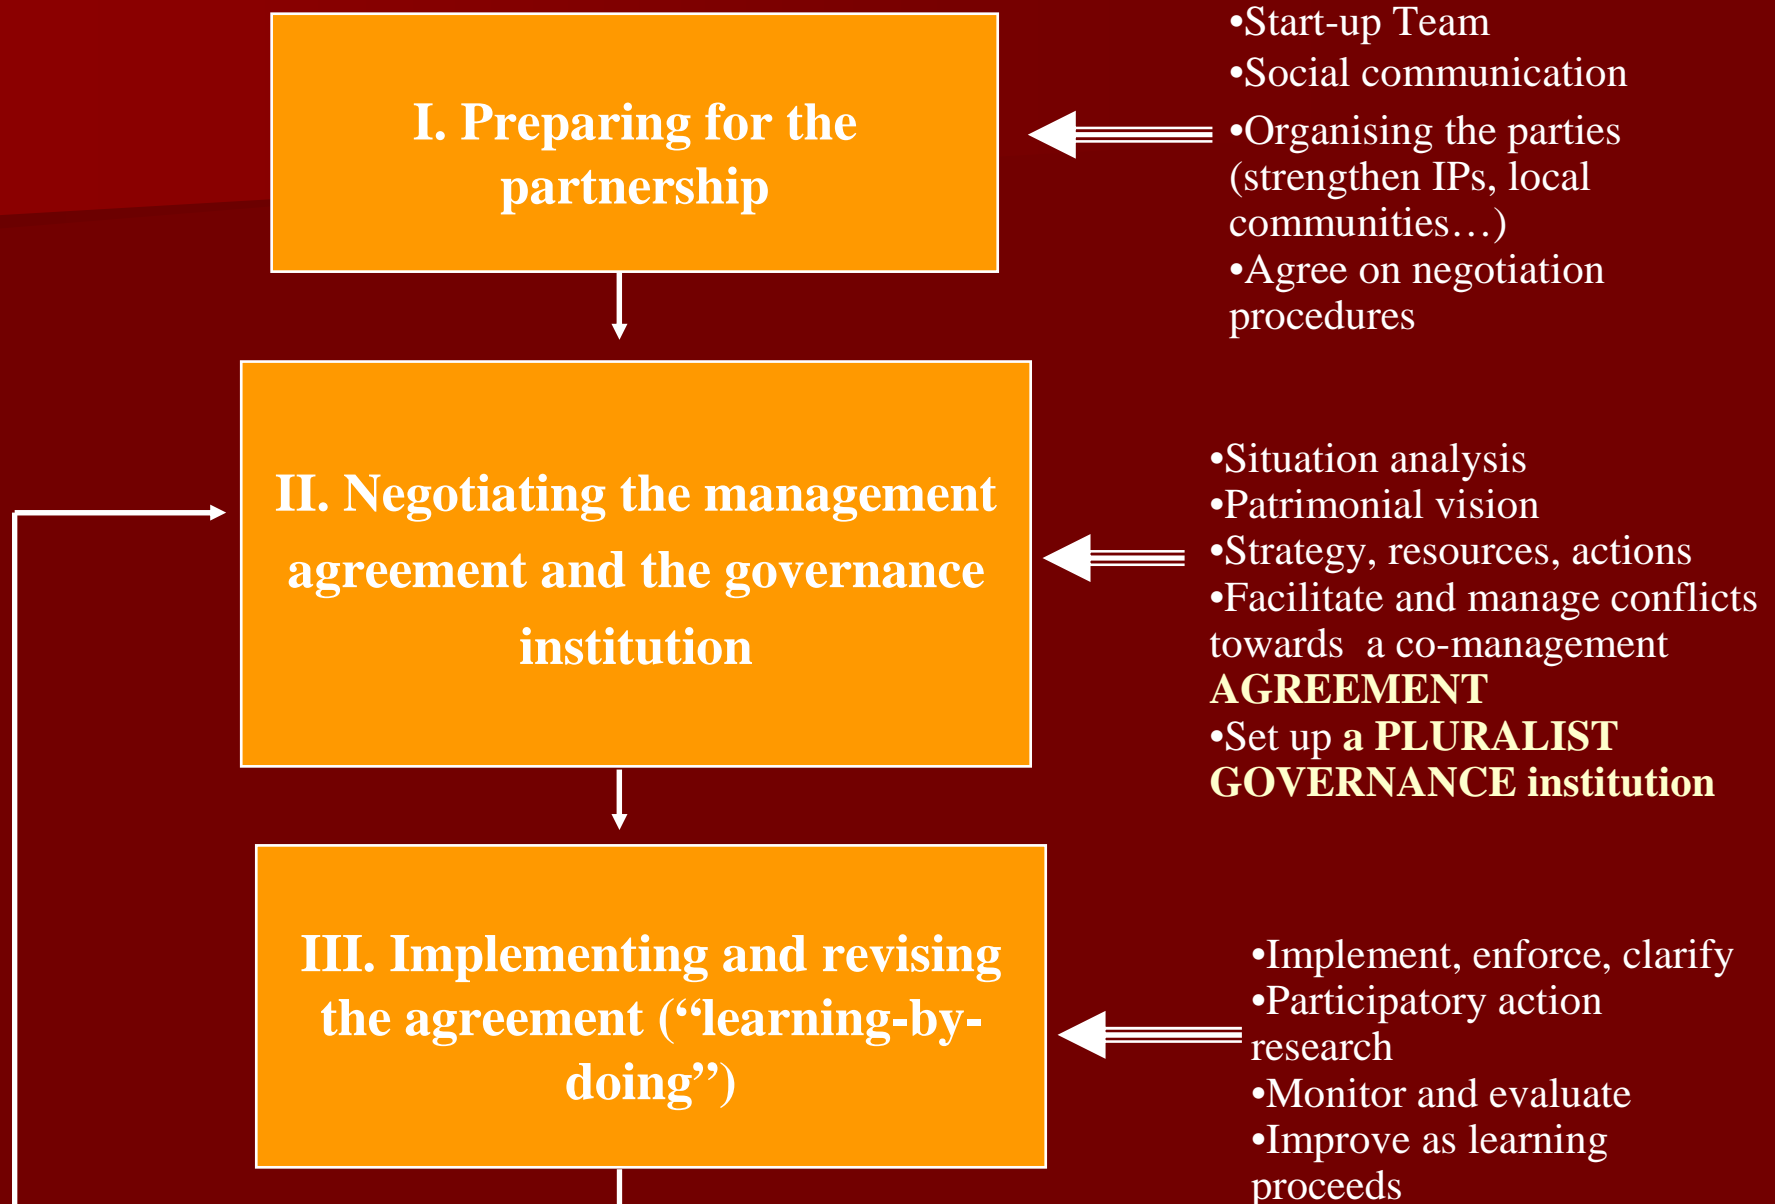 I. Preparing for the
partnership
•Start-up Team
•Social communication
•Organising the parties
(strengthen IPs, local
communities…)
•Agree on negotiation
procedures
II. Negotiating the management
agreement and the governance
institution
•Situation analysis
•Patrimonial vision
•Strategy, resources, actions
•Facilitate and manage conflicts
towards  a co-management
AGREEMENT
•Set up a PLURALIST
GOVERNANCE institution
III. Implementing and revising
the agreement (“learning-by-
doing”)
•Implement, enforce, clarify
•Participatory action
research
•Monitor and evaluate
•Improve as learning
proceeds